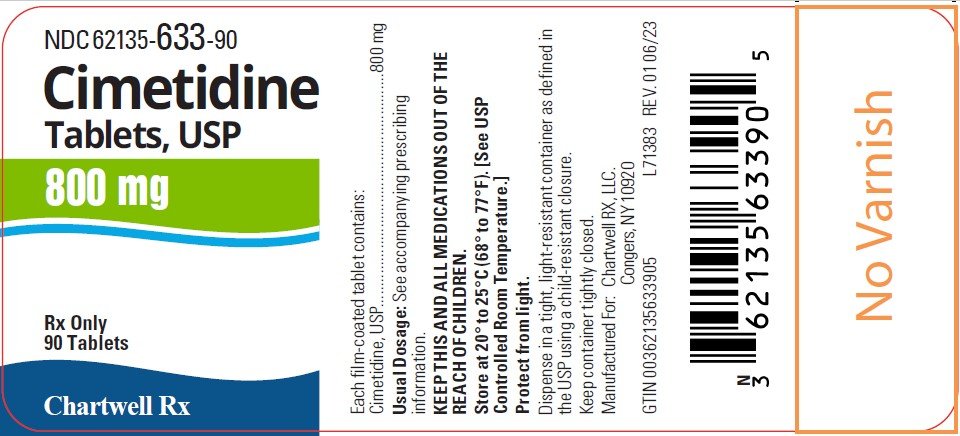 NDC 62135-633-90
Cimetidine
Tablets, USP
800 mg
Rx Only
90 Tablets
Chartwell Rx
Each film-coated tablet contains:
Cimetidine, USP..............................800 mg
Usual Dosage: See accompanying prescribing
information.
KEEP THIS AND ALL MEDICATIONS OUT OF THE
REACH OF CHILDREN.
Store at 20° to 25°C (68° to 77°F). [See USP
Controlled Room Temperature.]
Protect from light.
Dispense in a tight, light-resistant container as defined in
the USP using a child-resistant closure.
Keep container tightly closed.
Manufactured For: Chartwell RX, LLC.
Congers, NY 10920
GTIN 00362135633905 L71383 REV. 01 06/23
N
3 62135 63390 5
No Varnish